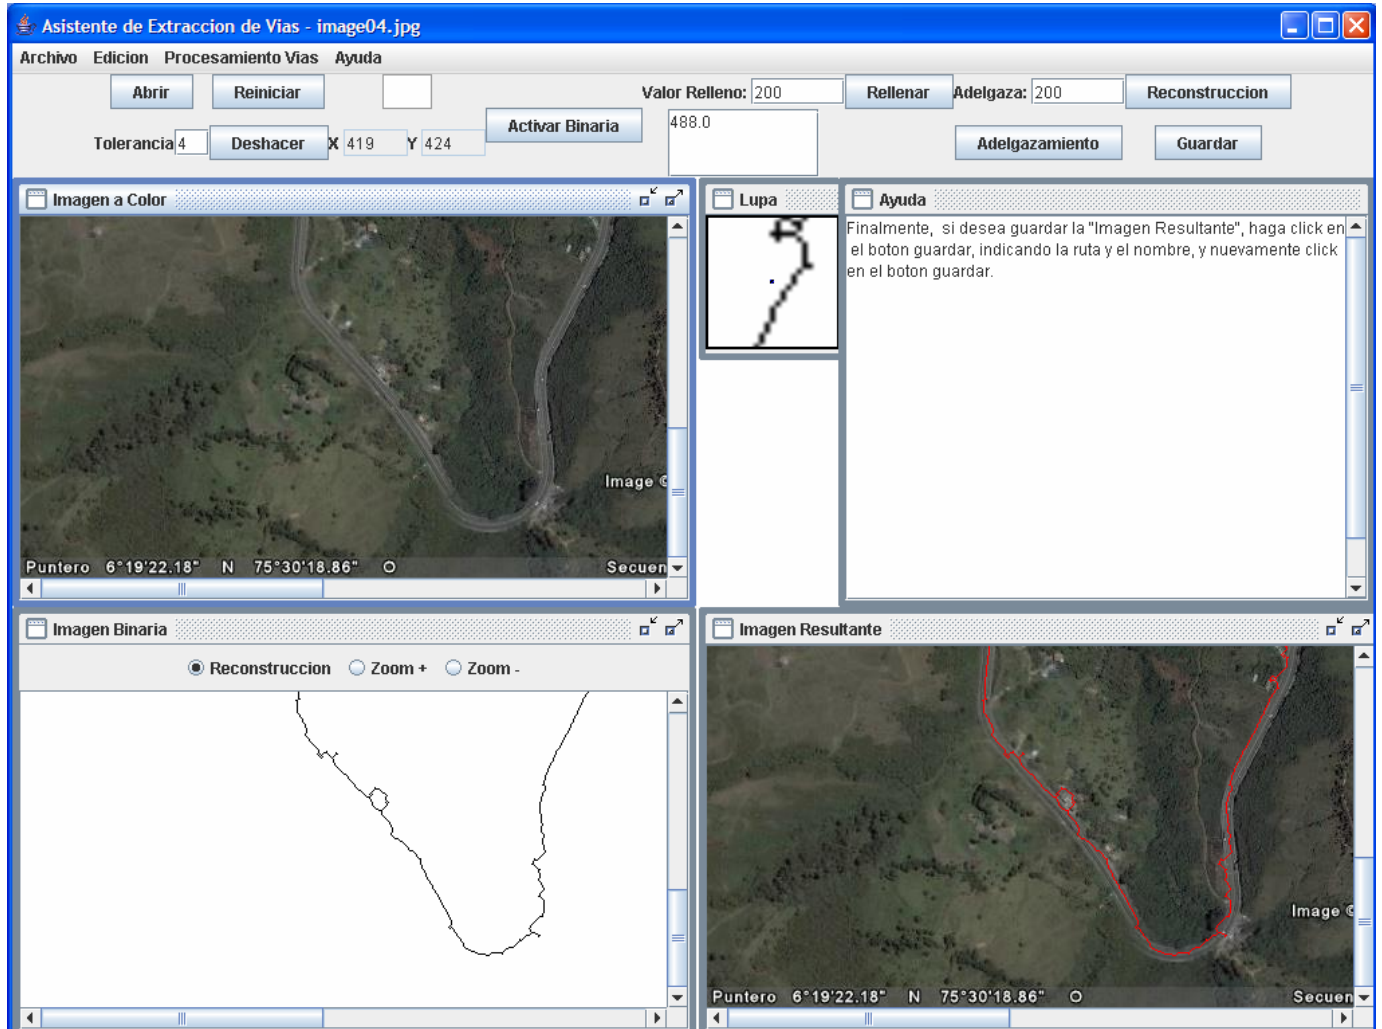 Asistente de Extraccion de Vias - image04.jpg
Archivo Edicion Procesamiento Vias Ayuda
Abrir Reiniciar Valor Relleno: 200 Rellenar Adelgaza: 200 Reconstruccion
Activar Binaria 488.0
Tolerancia 4 Deshacer X 419 Y 424 Adelgazamiento Guardar
Imagen a Color
Image ©
Puntero 6°19'22.18" N 75°30'18.86" O Secuen
Lupa
Ayuda
Finalmente, si desea guardar la "Imagen Resultante", haga click en
el boton guardar, indicando la ruta y el nombre, y nuevamente click
en el boton guardar.
Imagen Binaria
Reconstruccion Zoom + Zoom -
Imagen Resultante
Image ©
Puntero 6°19'22.18" N 75°30'18.86" O Secuen